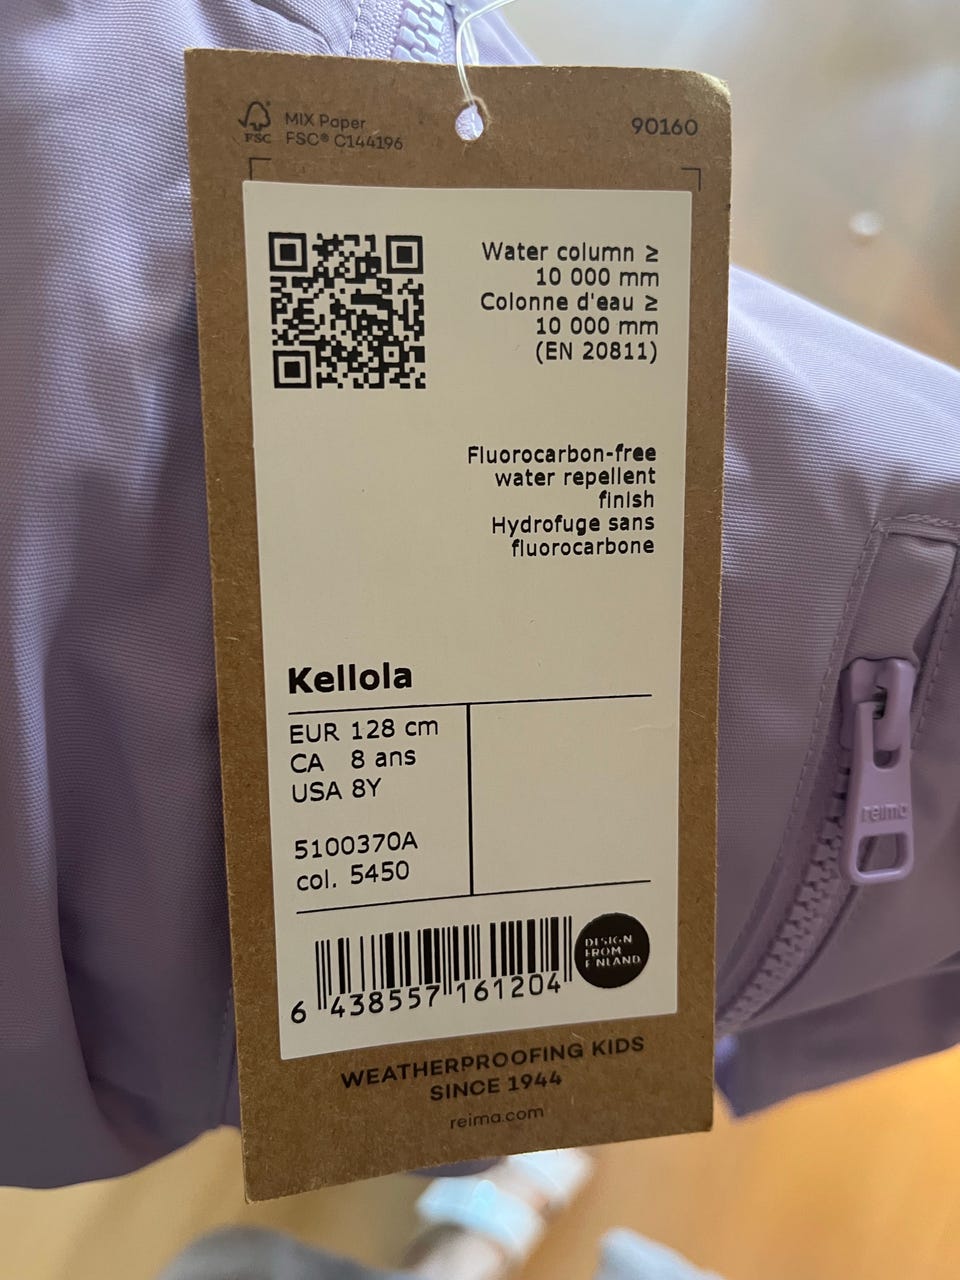 FSC
MIX Paper
FSC® C144196
90160
Water column ≥
10 000 mm
Colonne d'eau ≥
10 000 mm
(EN 20811)
Fluorocarbon-free
water repellent
finish
Hydrofuge sans
fluorocarbone
Kellola
EUR 128 cm
CA 8 ans
USA 8Y
5100370A
col. 5450
6 438557 161204
DESIGN
FROM
FINLAND
WEATHERPROOFING KIDS
SINCE 1944
reima.com
reima